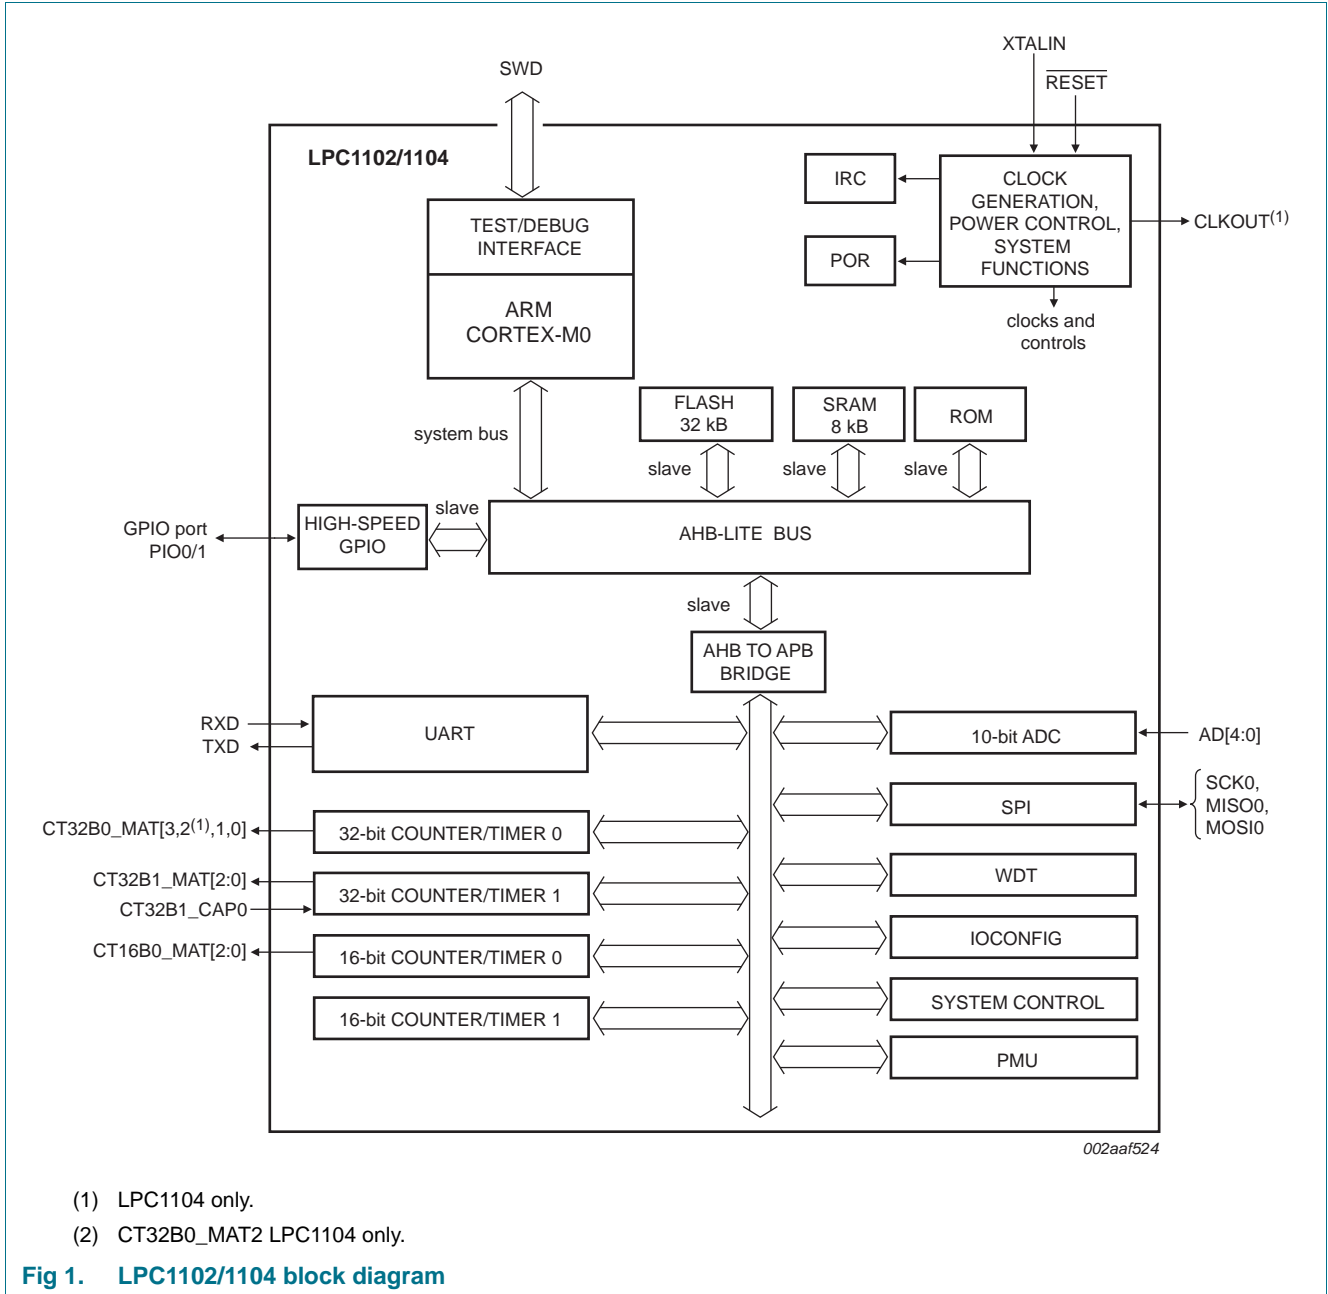 XTALIN
SWD
RESET
LPC1102/1104
IRC
CLOCK
GENERATION,
POWER CONTROL,
SYSTEM
FUNCTIONS
CLKOUT(1)
POR
TEST/DEBUG
INTERFACE
ARM
CORTEX-M0
clocks and
controls
FLASH
32 kB
SRAM
8 kB
ROM
system bus
slave
slave
slave
slave
GPIO port
PIO0/1
HIGH-SPEED
GPIO
AHB-LITE BUS
slave
AHB TO APB
BRIDGE
RXD
TXD
UART
10-bit ADC
AD[4:0]
SPI
SCK0,
MISO0,
MOSI0
CT32B0_MAT[3,2(1),1,0]
32-bit COUNTER/TIMER 0
WDT
CT32B1_MAT[2:0]
CT32B1_CAP0
32-bit COUNTER/TIMER 1
IOCONFIG
CT16B0_MAT[2:0]
16-bit COUNTER/TIMER 0
SYSTEM CONTROL
16-bit COUNTER/TIMER 1
PMU
002aaf524
(1) LPC1104 only.
(2) CT32B0_MAT2 LPC1104 only.
Fig 1. LPC1102/1104 block diagram